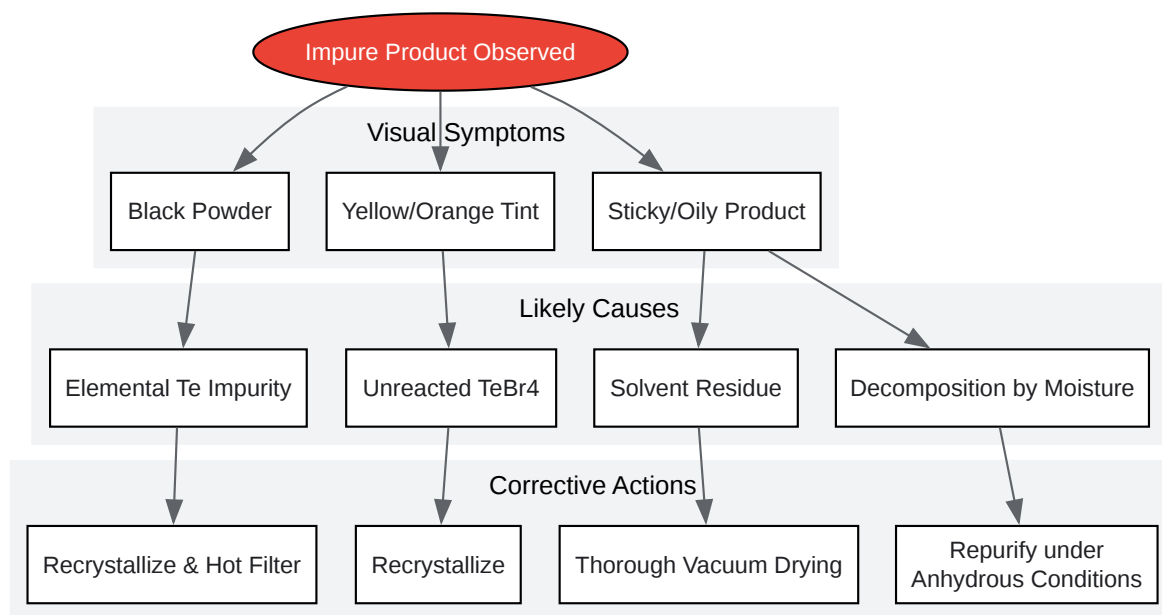 Impure Product Observed
Visual Symptoms
Black Powder
Yellow/Orange Tint
Sticky/Oily Product
Likely Causes
Elemental Te Impurity
Unreacted TeBr4
Solvent Residue
Decomposition by Moisture
Corrective Actions
Recrystallize & Hot Filter
Recrystallize
Thorough Vacuum Drying
Repurify under
Anhydrous Conditions